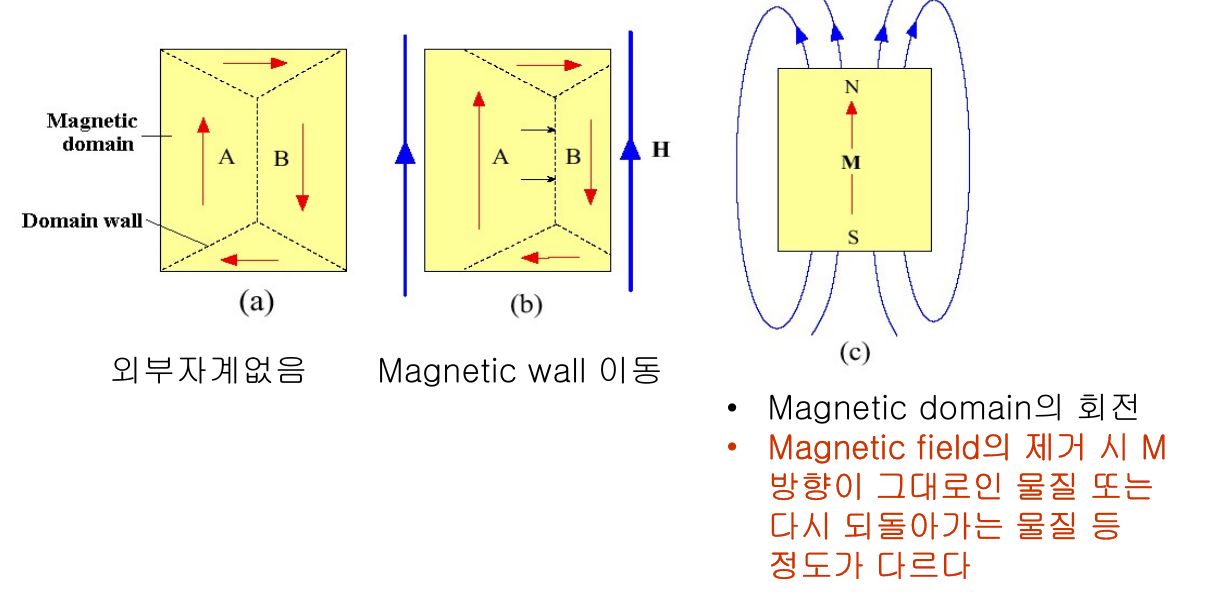 Magnetic
domain
A
B
Domain wall
(a)
외부자계없음
A
B
H
(b)
Magnetic wall 이동
N
M
S
(c)
• Magnetic domain의 회전
• Magnetic field의 제거 시 M
방향이 그대로인 물질 또는
다시 되돌아가는 물질 등
정도가 다르다